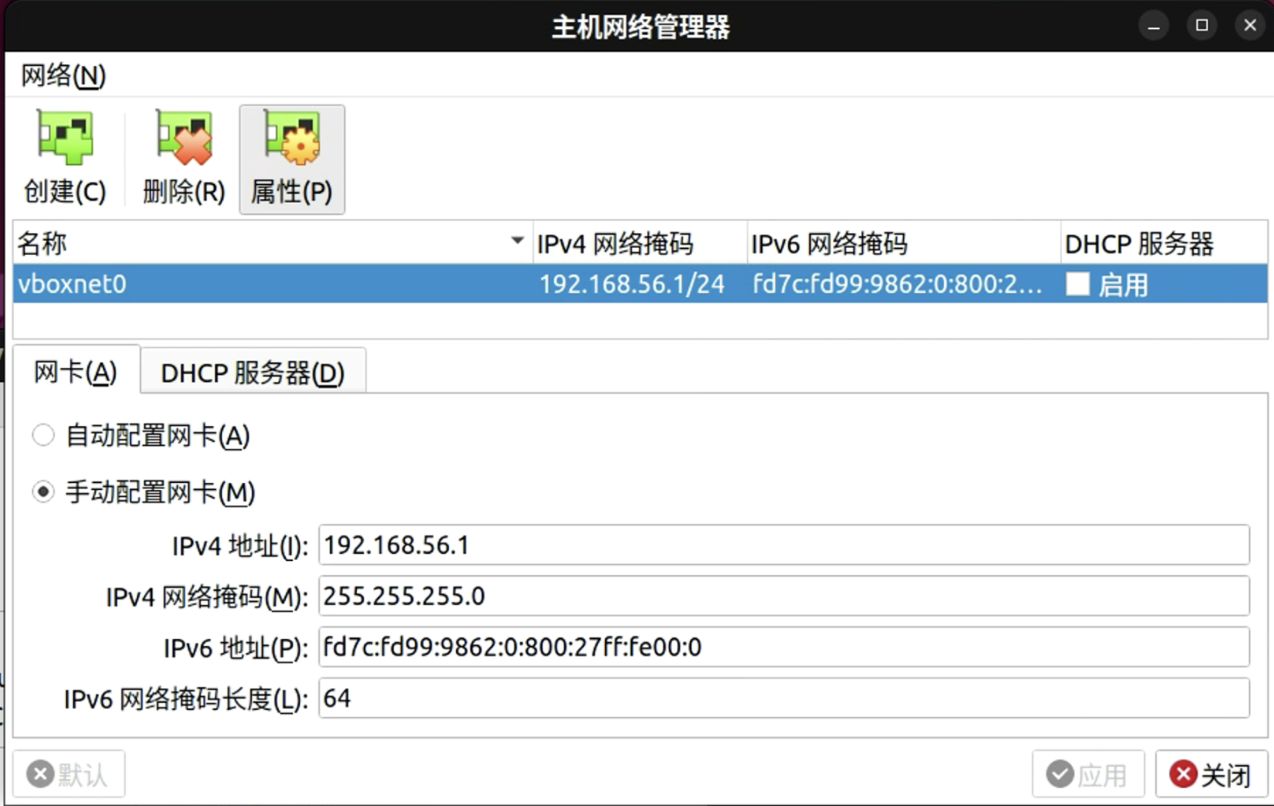 主机网络管理器
网络(N)
创建(C) 删除(R) 属性(P)
名称 IPv4 网络掩码 IPv6 网络掩码 DHCP 服务器
vboxnet0 192.168.56.1/24 fd7c:fd99:9862:0:800:2... 启用
网卡(A) DHCP 服务器(D)
自动配置网卡(A)
手动配置网卡(M)
IPv4 地址(I): 192.168.56.1
IPv4 网络掩码(M): 255.255.255.0
IPv6 地址(P): fd7c:fd99:9862:0:800:27ff:fe00:0
IPv6 网络掩码长度(L): 64
默认 应用 关闭